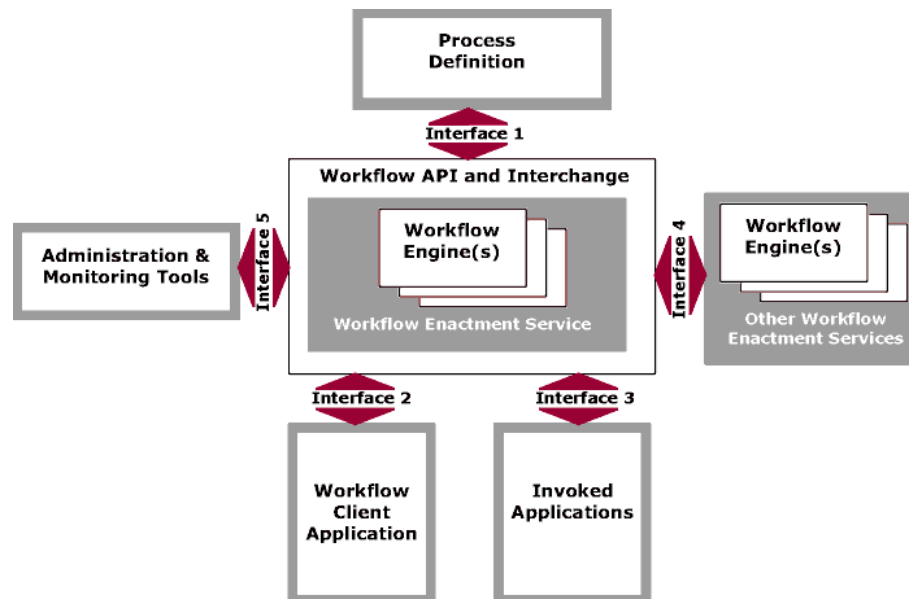 Process
Definition
Interface 1
Workflow API and Interchange
Workflow
Engine(s)
Workflow Enactment Service
Interface 5
Administration &
Monitoring Tools
Interface 4
Workflow
Engine(s)
Other Workflow
Enactment Services
Interface 2
Interface 3
Workflow
Client
Application
Invoked
Applications